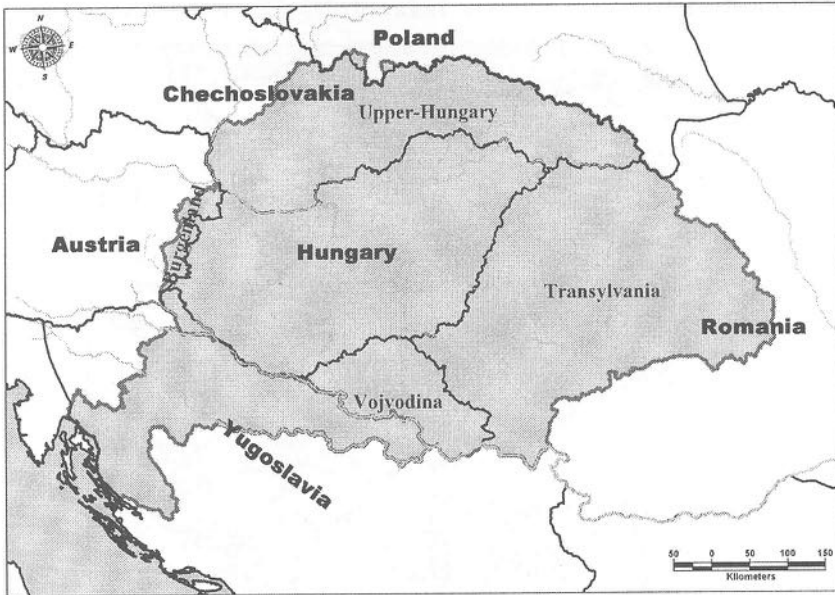 N
W E
S
Poland
Chechoslovakia
Upper-Hungary
Burgenland
Austria
Hungary
Transylvania
Romania
Vojvodina
Yugoslavia
50 0 50 100 150
Kilometers